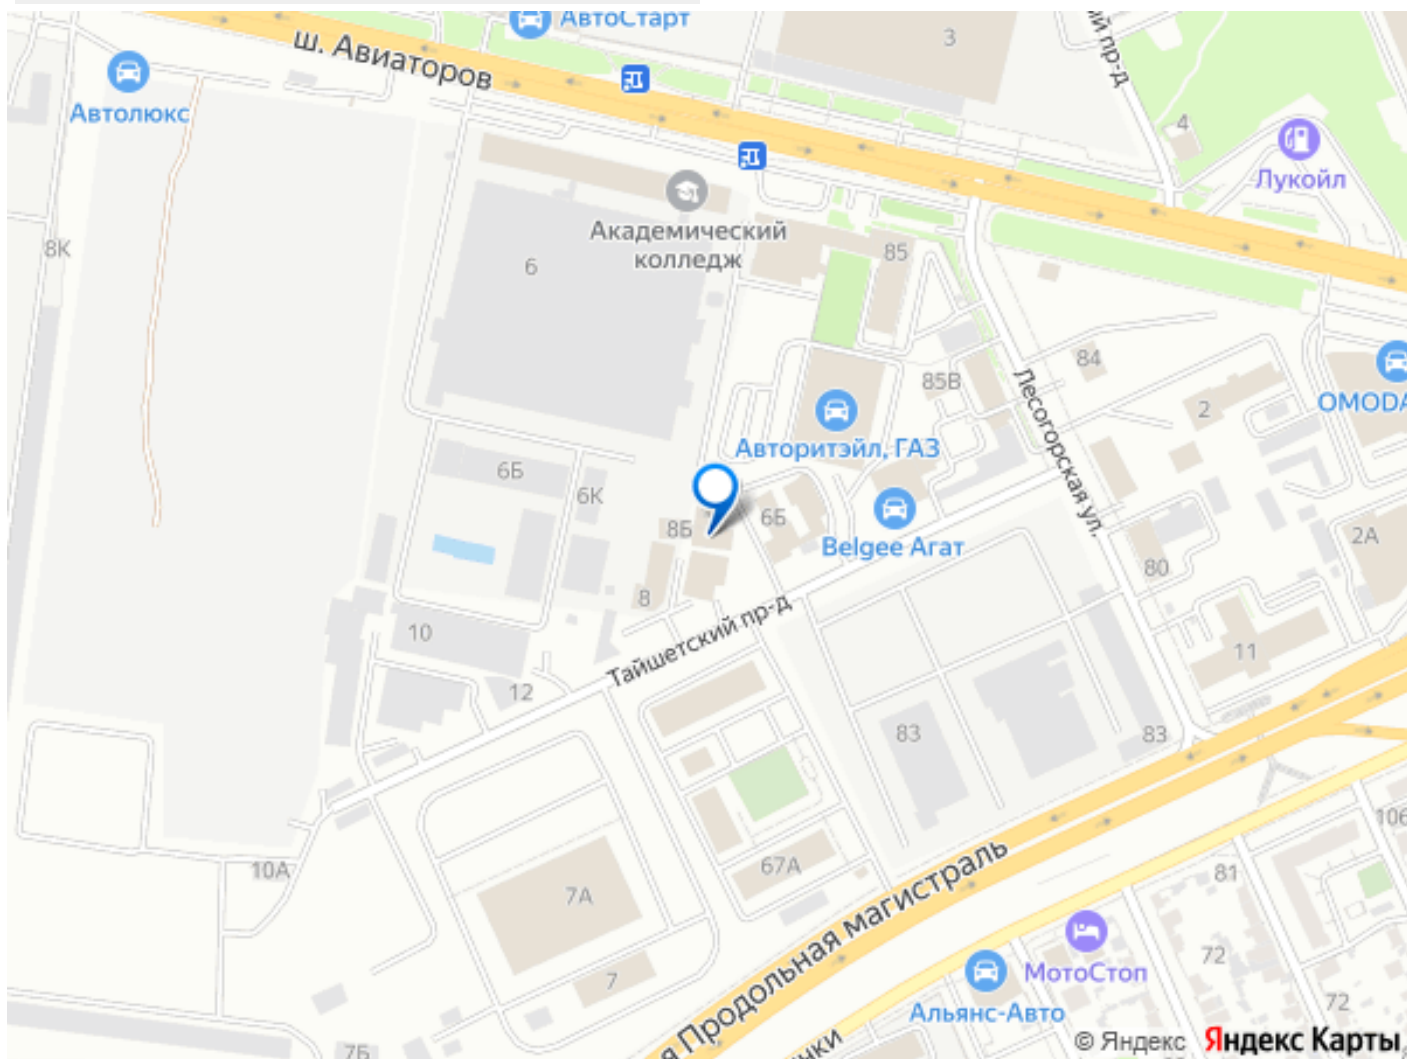 АвтоСтарт
ш. Авиаторов
3
ый пр-д
Автолюкс
4
Лукойл
Академический
колледж
85
8К
6
84
85В
Лесогорская ул.
2
OMODA
Авторитэйл, ГАЗ
6Б
6К
8Б
6Б
Belgee Агат
2А
80
8
Тайшетский пр-д
10
11
12
83
83
106
10А
67А
81
7А
я Продольная магистраль
МотоСтоп
72
7
Альянс-Авто
72
7Б
нки
© Яндекс Яндекс Карты